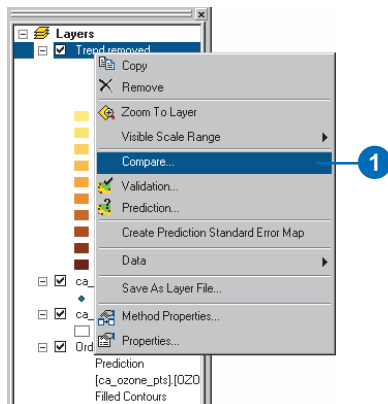 Layers
Trend removed
Copy
Remove
Zoom To Layer
Visible Scale Range
Compare...
1
Validation...
Prediction...
Create Prediction Standard Error Map
Data
ca_
Save As Layer File...
ca_
Method Properties...
Ord
Properties...
Prediction
[ca_ozone_pts].[OZO
Filled Contours